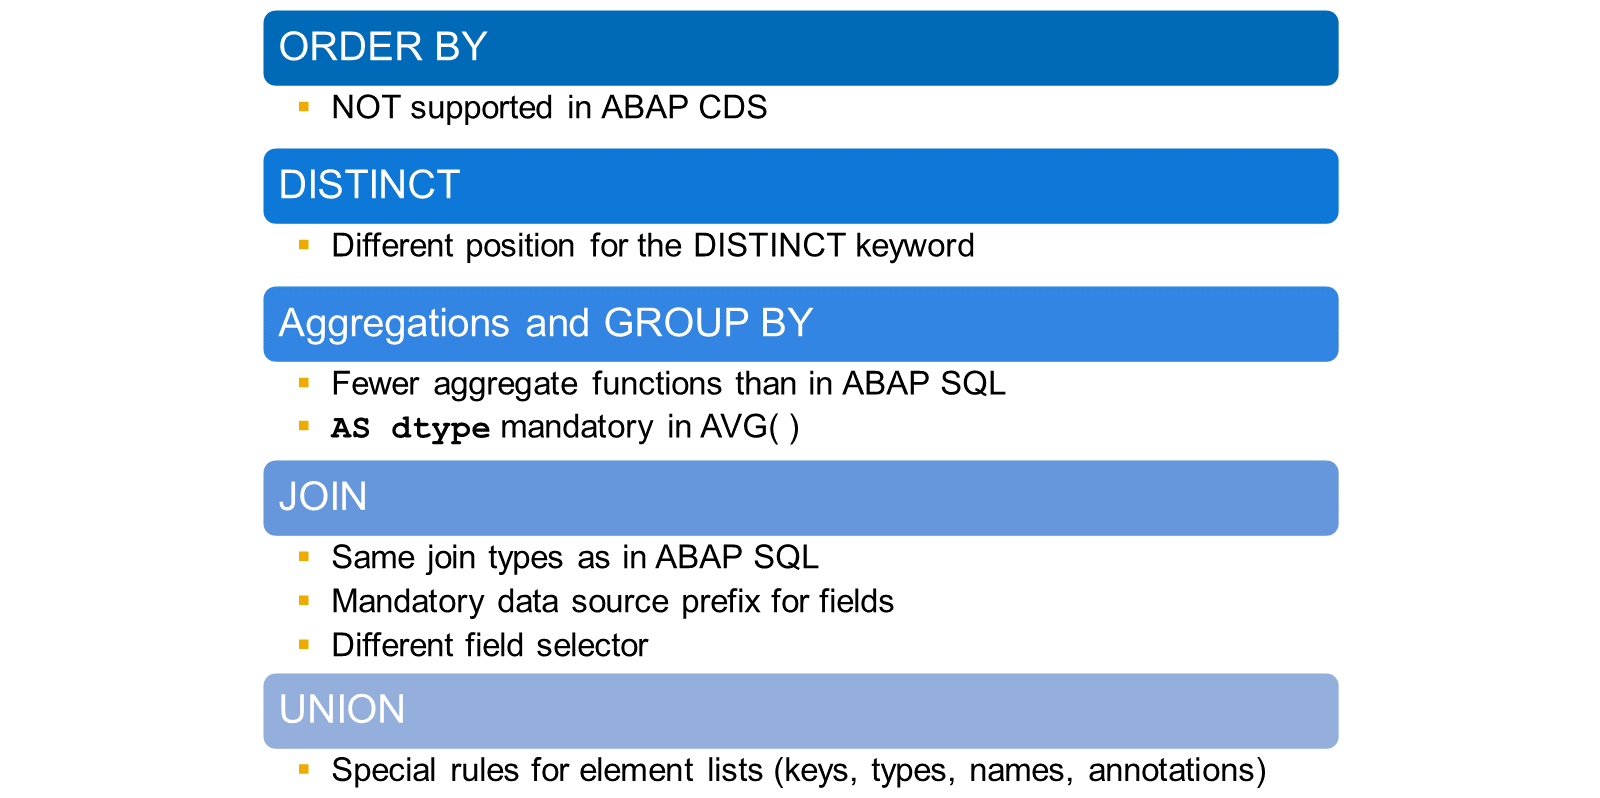 ORDER BY
NOT supported in ABAP CDS
DISTINCT
Different position for the DISTINCT keyword
Aggregations and GROUP BY
Fewer aggregate functions than in ABAP SQL
AS dtype mandatory in AVG( )
JOIN
Same join types as in ABAP SQL
Mandatory data source prefix for fields
Different field selector
UNION
Special rules for element lists (keys, types, names, annotations)